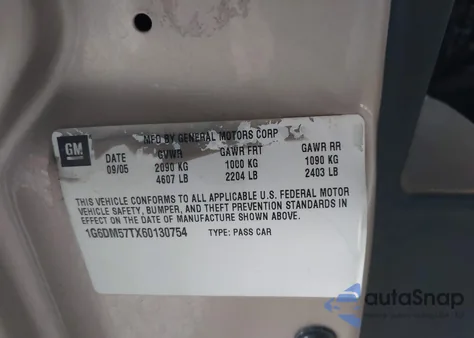 MFD BY GENERAL MOTORS CORP
GM DATE GVWR GAWR FRT GAWR RR
09/05 2090 KG 1000 KG 1090 KG
4607 LB 2204 LB 2403 LB
THIS VEHICLE CONFORMS TO ALL APPLICABLE U.S. FEDERAL MOTOR
VEHICLE SAFETY, BUMPER, AND THEFT PREVENTION STANDARDS IN
EFFECT ON THE DATE OF MANUFACTURE SHOWN ABOVE.
1G6DM57TX60130754 TYPE: PASS CAR
autaSnap